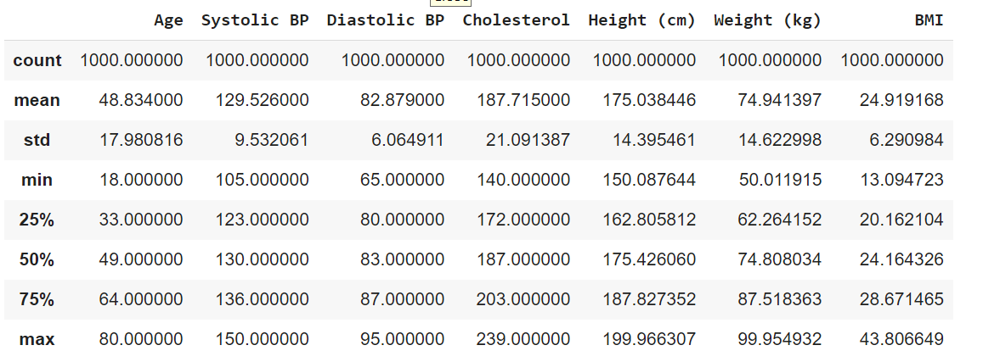 Age Systolic BP Diastolic BP Cholesterol Height (cm) Weight (kg) BMI
count 1000.000000 1000.000000 1000.000000 1000.000000 1000.000000 1000.000000 1000.000000
mean 48.834000 129.526000 82.879000 187.715000 175.038446 74.941397 24.919168
std 17.980816 9.532061 6.064911 21.091387 14.395461 14.622998 6.290984
min 18.000000 105.000000 65.000000 140.000000 150.087644 50.011915 13.094723
25% 33.000000 123.000000 80.000000 172.000000 162.805812 62.264152 20.162104
50% 49.000000 130.000000 83.000000 187.000000 175.426060 74.808034 24.164326
75% 64.000000 136.000000 87.000000 203.000000 187.827352 87.518363 28.671465
max 80.000000 150.000000 95.000000 239.000000 199.966307 99.954932 43.806649